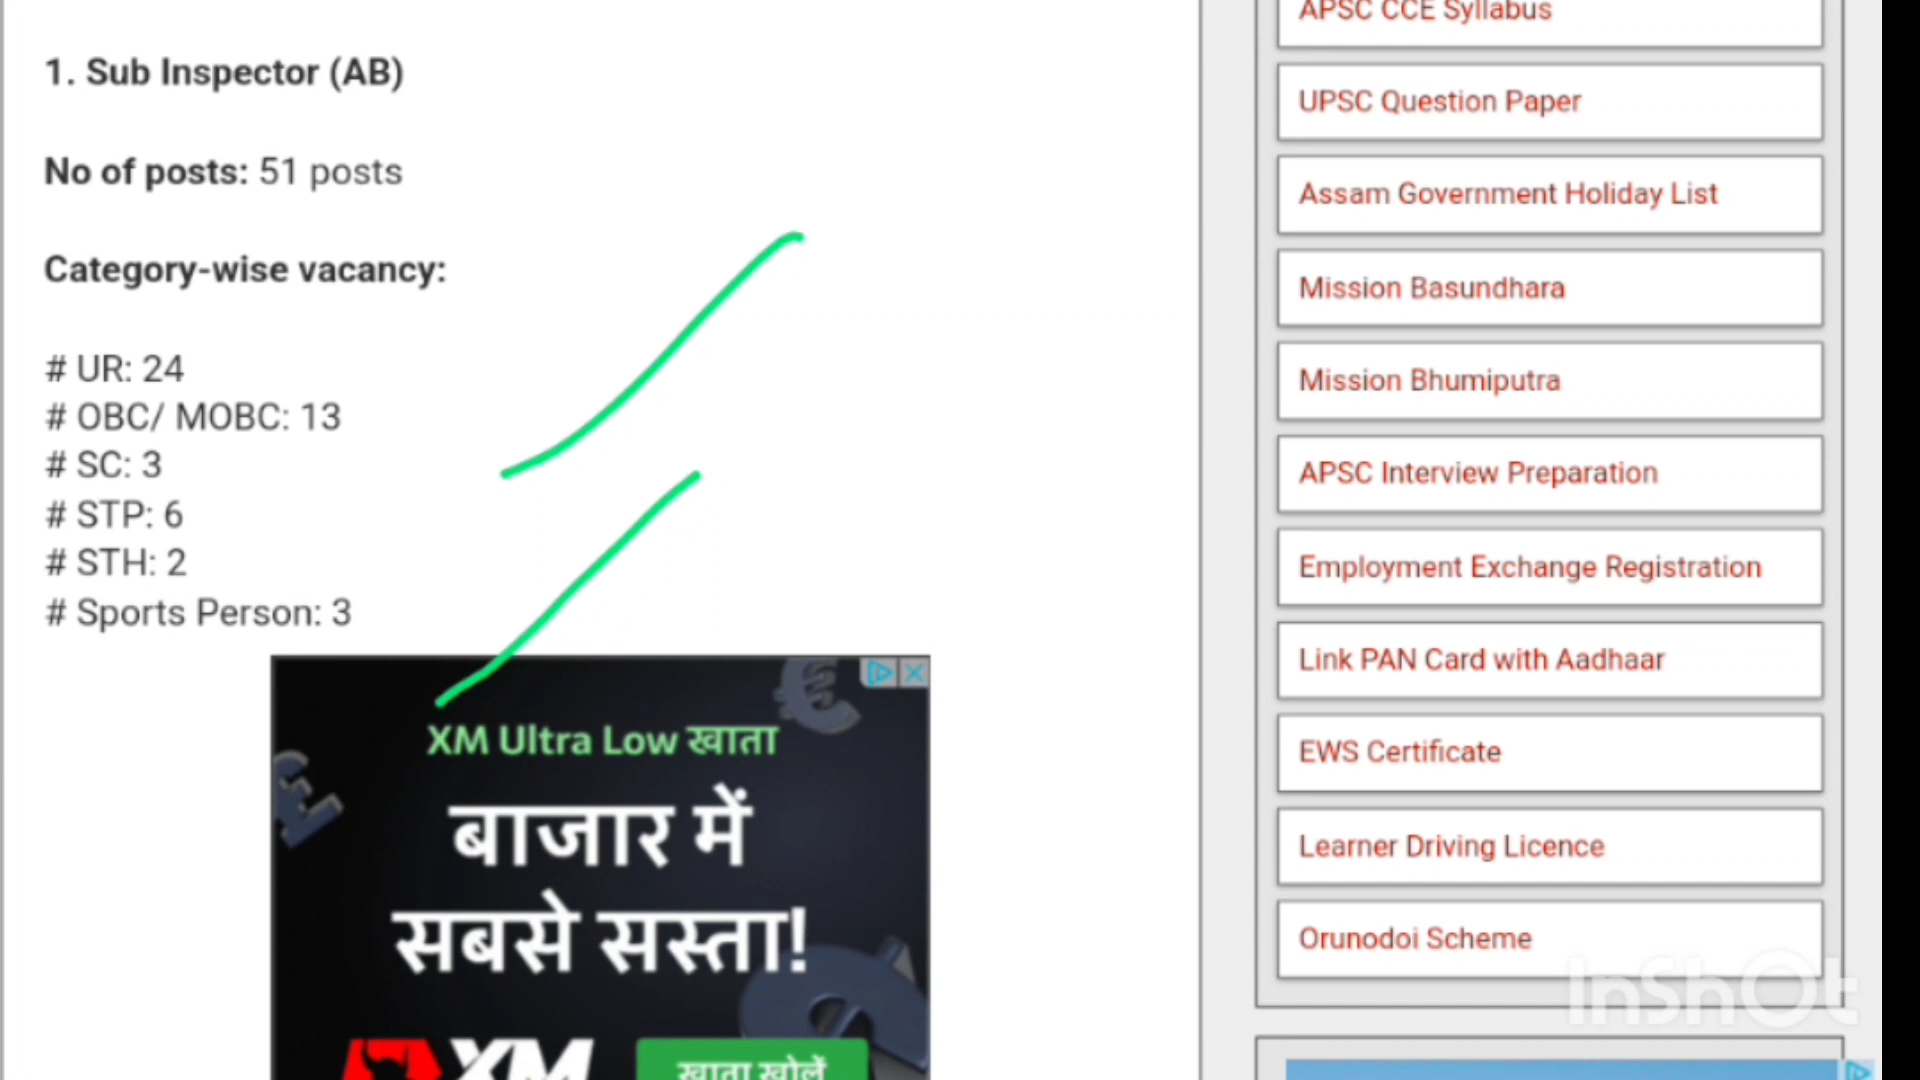 1. Sub Inspector (AB)
No of posts: 51 posts
Category-wise vacancy:
# UR: 24
# OBC/ MOBC: 13
# SC: 3
# STP: 6
# STH: 2
# Sports Person: 3
XM Ultra Low खाता
बाजार में
सबसे सस्ता!
XM
खाता खोलें
APSC CCE Syllabus
UPSC Question Paper
Assam Government Holiday List
Mission Basundhara
Mission Bhumiputra
APSC Interview Preparation
Employment Exchange Registration
Link PAN Card with Aadhaar
EWS Certificate
Learner Driving Licence
Orunodoi Scheme
InShOt